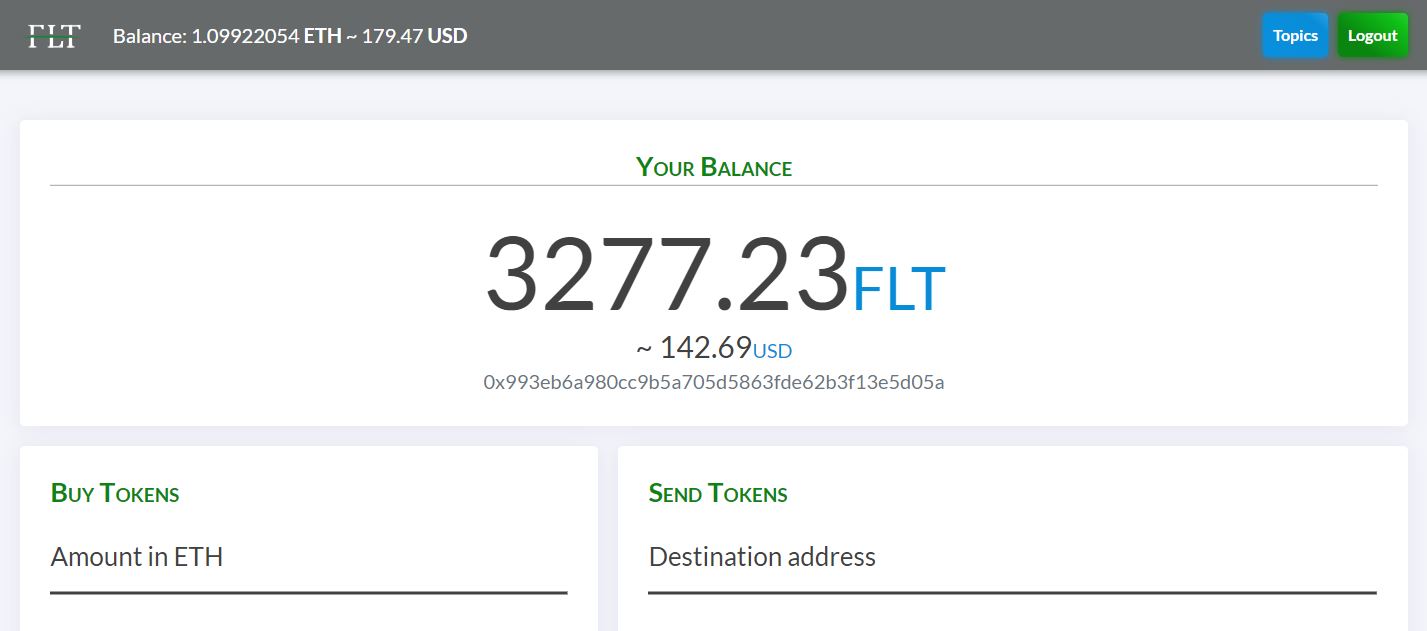 FLT Balance: 1.09922054 ETH ~ 179.47 USD Topics Logout
Your Balance
3277.23FLT
~ 142.69USD
0x993eb6a980cc9b5a705d5863fde62b3f13e5d05a
Buy Tokens
Amount in ETH
Send Tokens
Destination address